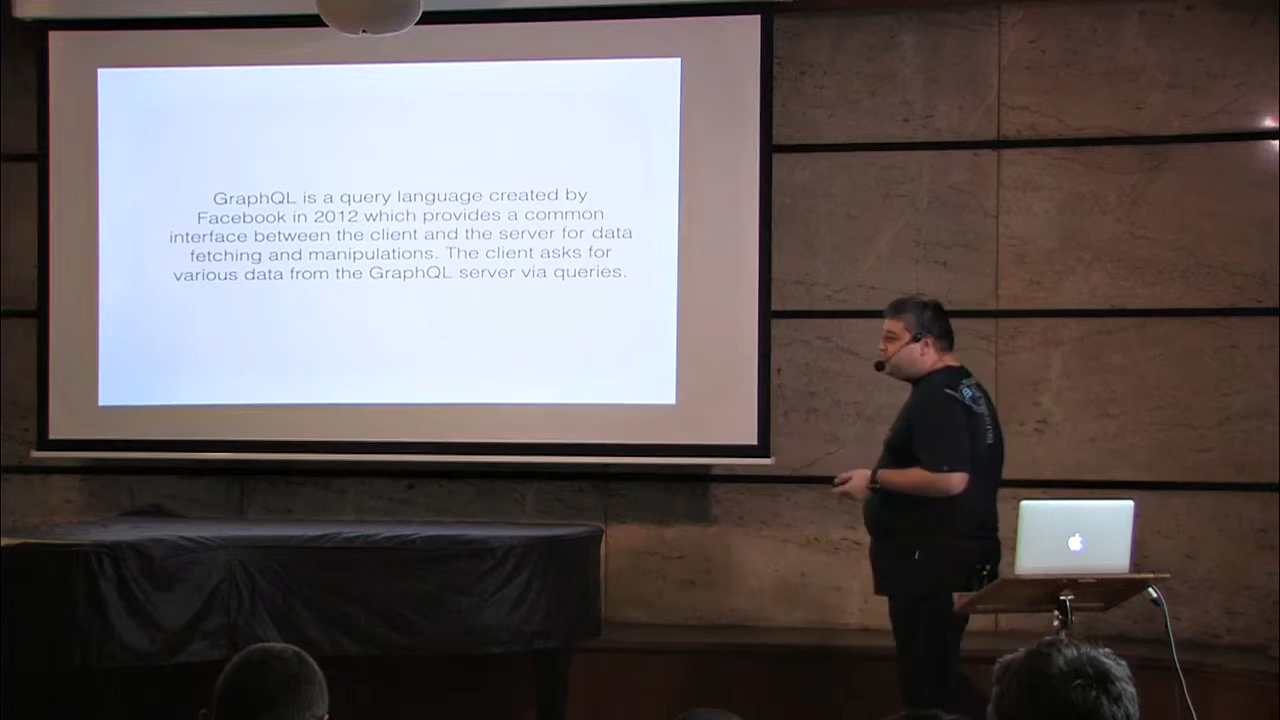 GraphQL is a query language created by
Facebook in 2012 which provides a common
interface between the client and the server for data
fetching and manipulations. The client asks for
various data from the GraphQL server via queries.